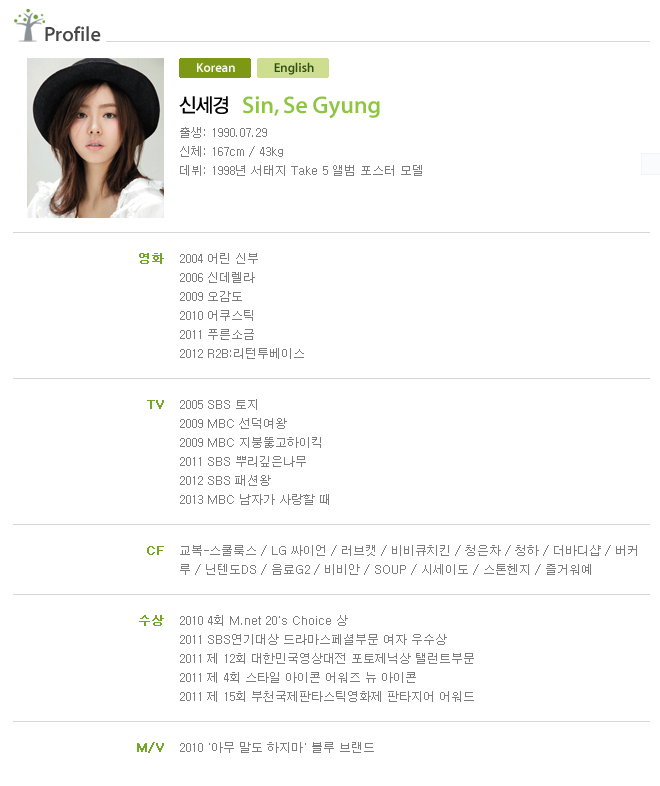 Profile
Korean English
신세경 Sin, Se Gyung
출생: 1990.07.29
신체: 167cm / 43kg
데뷔: 1998년 서태지 Take 5 앨범 포스터 모델
영화 2004 어린 신부
2006 신데렐라
2009 오감도
2010 어쿠스틱
2011 푸른소금
2012 R2B:리턴투베이스
TV 2005 SBS 토지
2009 MBC 선덕여왕
2009 MBC 지붕뚫고하이킥
2011 SBS 뿌리깊은나무
2012 SBS 패션왕
2013 MBC 남자가 사랑할 때
CF 교복-스쿨룩스 / LG 싸이언 / 러브캣 / 비비큐치킨 / 청은차 / 청하 / 더바디샵 / 버커
루 / 닌텐도DS / 음료G2 / 비비안 / SOUP / 시세이도 / 스톤헨지 / 즐거워예
수상 2010 4회 M.net 20's Choice 상
2011 SBS연기대상 드라마스페셜부문 여자 우수상
2011 제 12회 대한민국영상대전 포토제닉상 탤런트부문
2011 제 4회 스타일 아이콘 어워즈 뉴 아이콘
2011 제 15회 부천국제판타스틱영화제 판타지어 어워드
M/V 2010 '아무 말도 하지마' 블루 브랜드